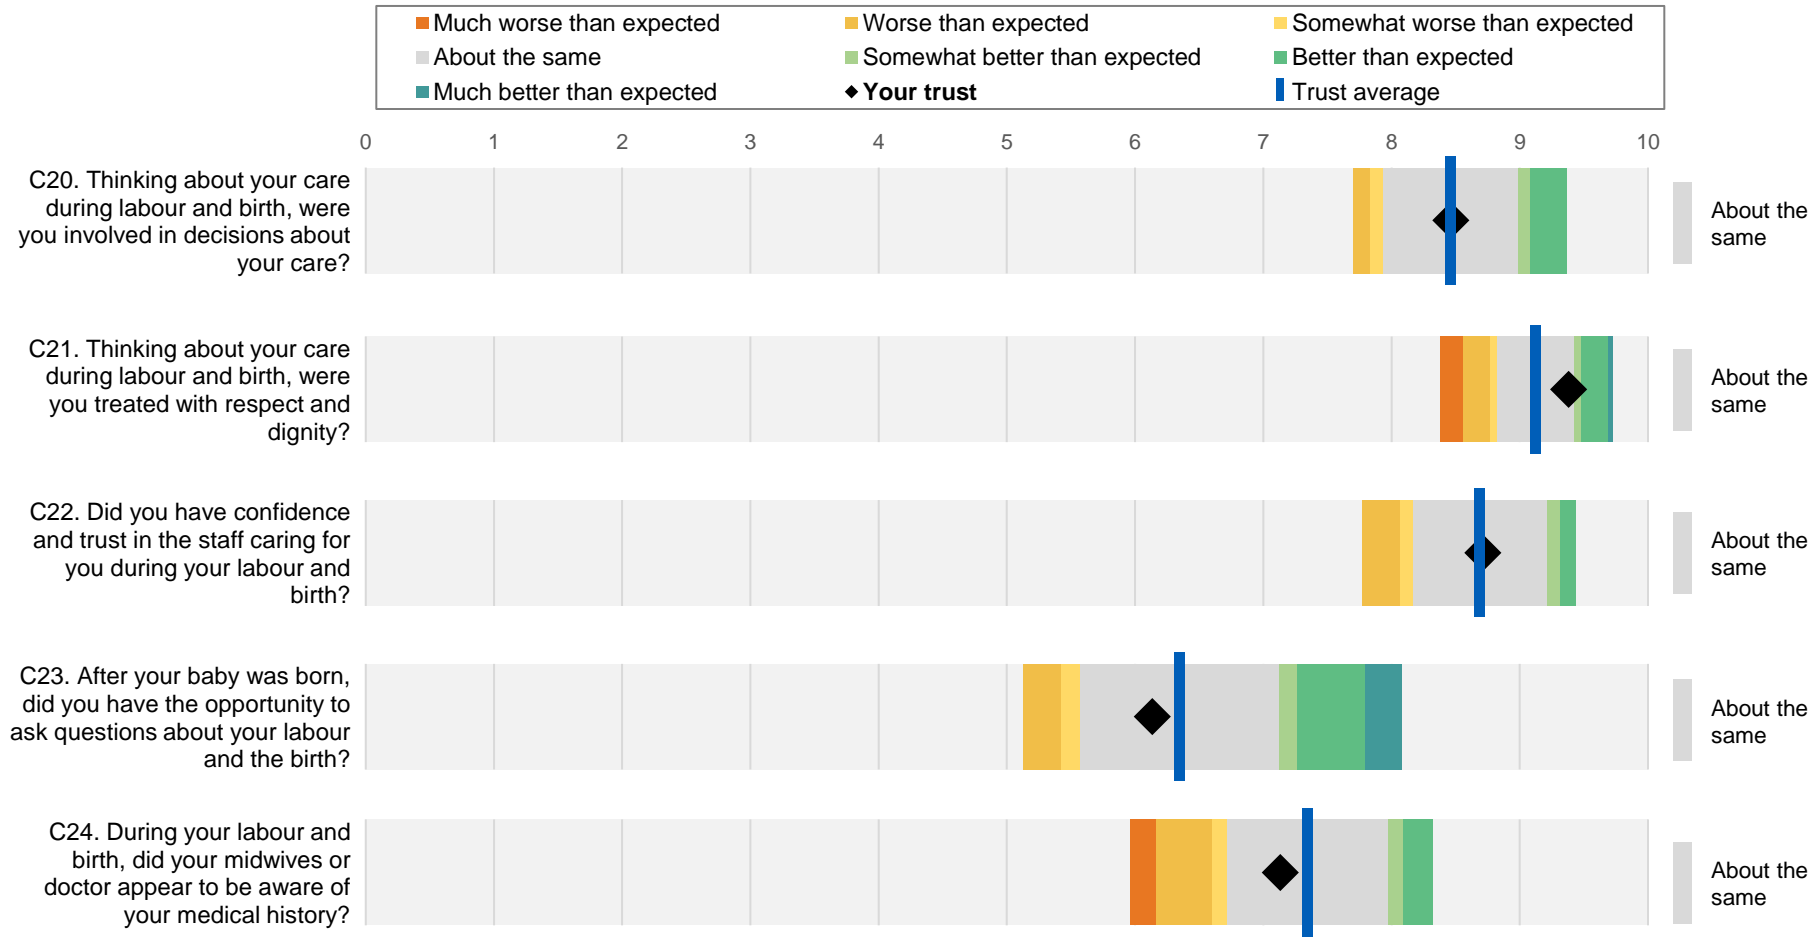 Much worse than expected
Worse than expected
Somewhat worse than expected
About the same
Somewhat better than expected
Better than expected
Much better than expected
Your trust
Trust average
0 1 2 3 4 5 6 7 8 9 10
C20. Thinking about your care
during labour and birth, were
you involved in decisions about
your care?
About the
same
C21. Thinking about your care
during labour and birth, were
you treated with respect and
dignity?
About the
same
C22. Did you have confidence
and trust in the staff caring for
you during your labour and
birth?
About the
same
C23. After your baby was born,
did you have the opportunity to
ask questions about your labour
and the birth?
About the
same
C24. During your labour and
birth, did your midwives or
doctor appear to be aware of
your medical history?
About the
same